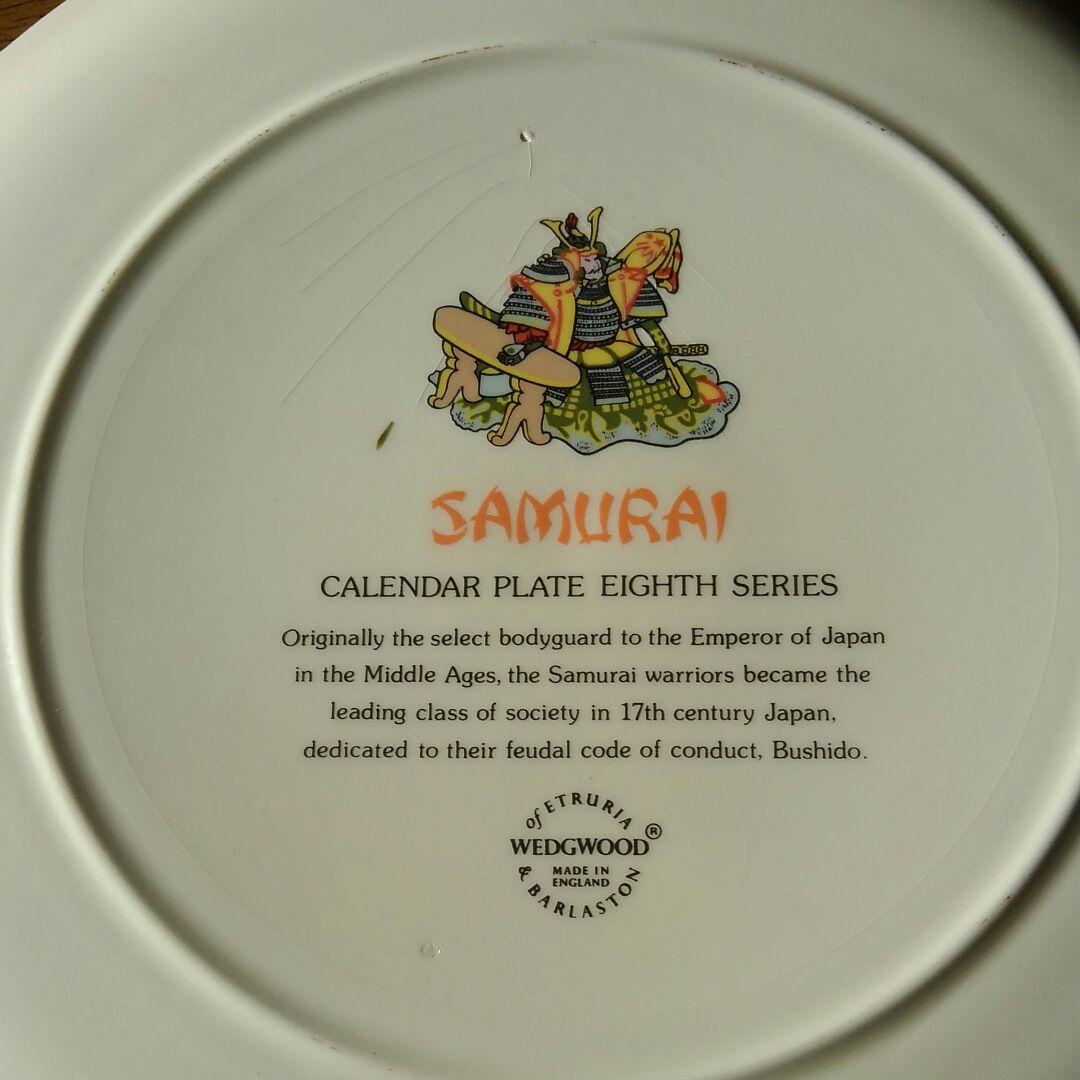 SAMURAI
CALENDAR PLATE EIGHTH SERIES
Originally the select bodyguard to the Emperor of Japan
in the Middle Ages, the Samurai warriors became the
leading class of society in 17th century Japan,
dedicated to their feudal code of conduct, Bushido.
of ETRURIA
WEDGWOOD®
MADE IN
ENGLAND
& BARLASTON